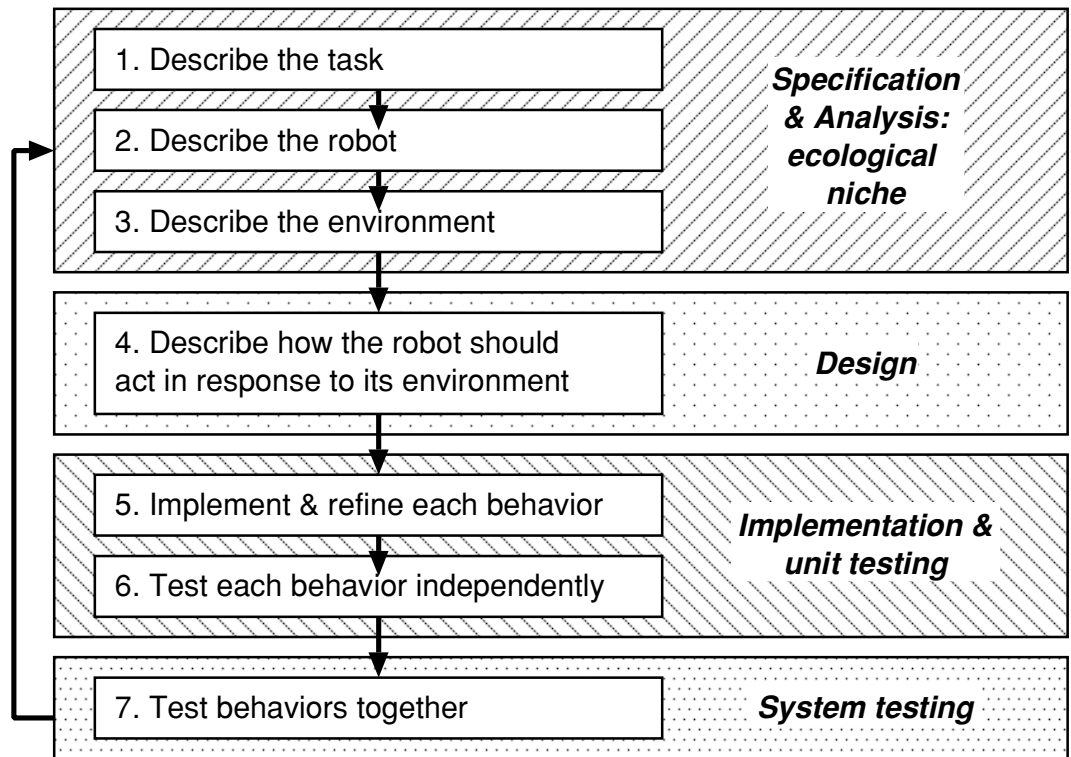 1. Describe the task
2. Describe the robot
3. Describe the environment
Specification
& Analysis:
ecological
niche
4. Describe how the robot should
act in response to its environment
Design
5. Implement & refine each behavior
6. Test each behavior independently
Implementation &
unit testing
7. Test behaviors together
System testing